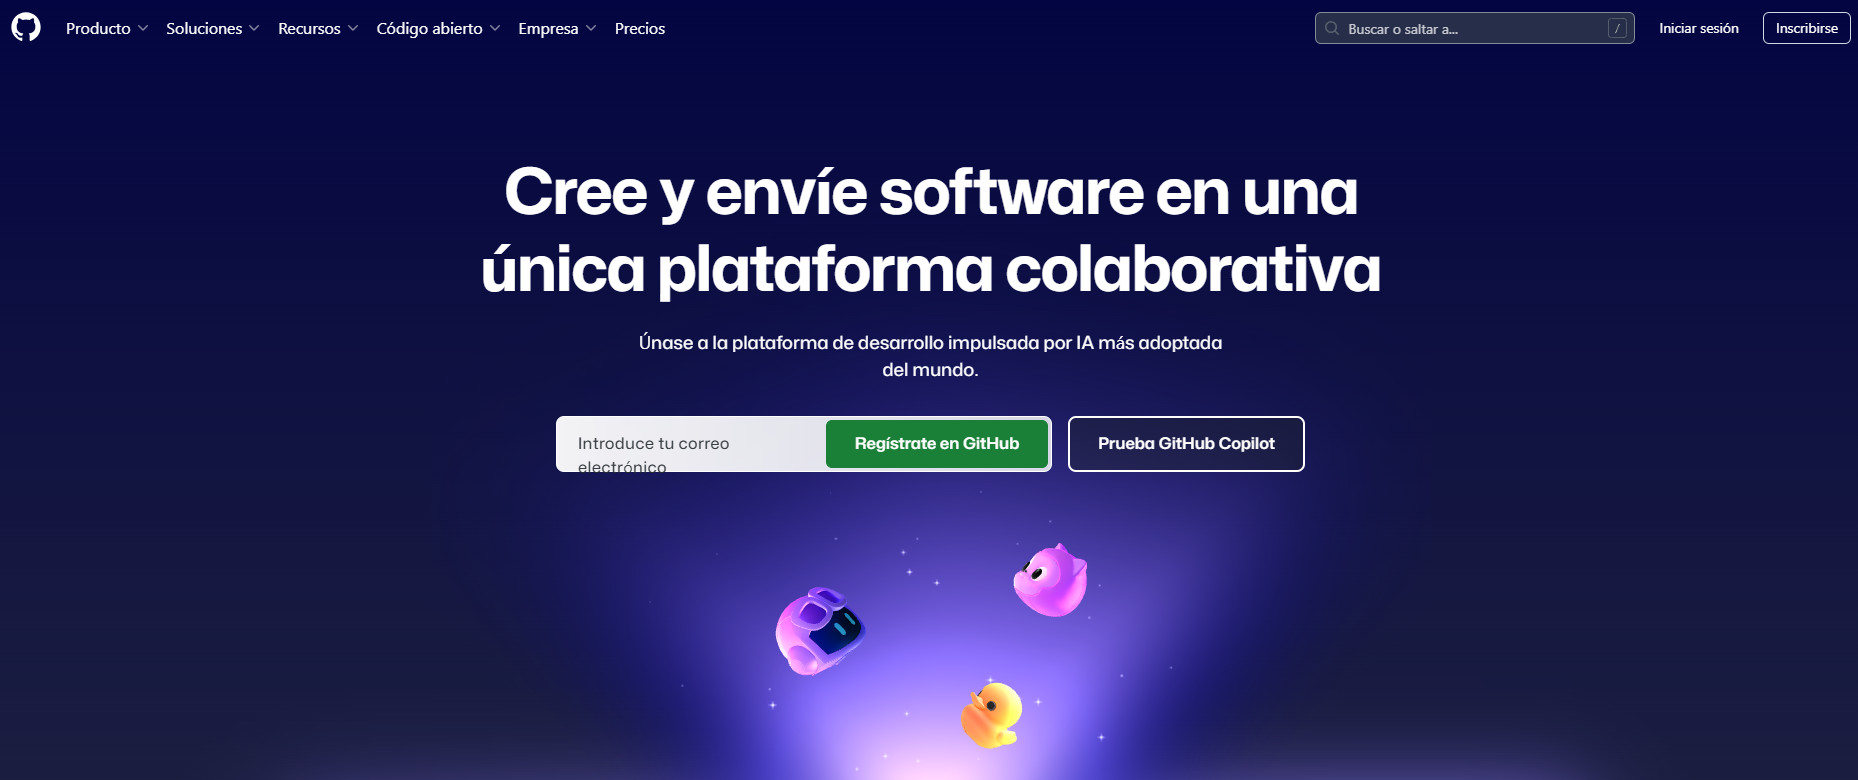 Producto
Soluciones
Recursos
Código abierto
Empresa
Precios
Buscar o saltar a...
/
Iniciar sesión
Inscribirse
Cree y envíe software en una
única plataforma colaborativa
Únase a la plataforma de desarrollo impulsada por IA más adoptada
del mundo.
Introduce tu correo
electrónico
Regístrate en GitHub
Prueba GitHub Copilot